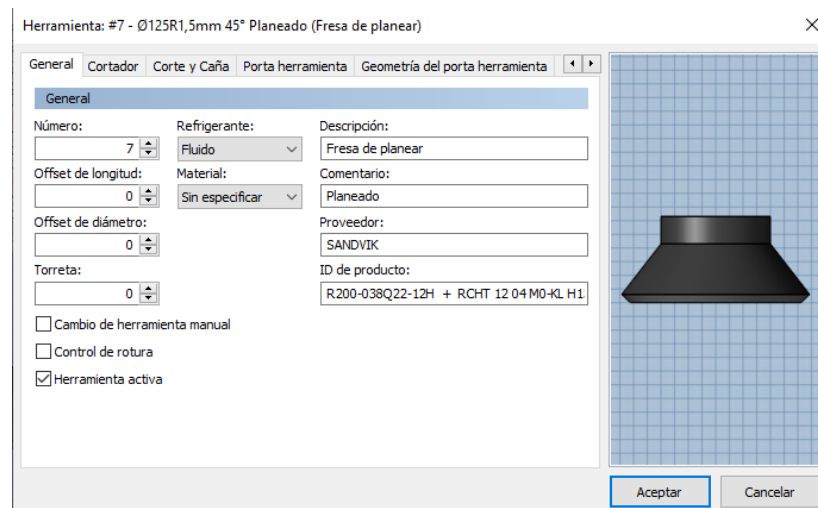 Herramienta: #7 - Ø125R1,5mm 45° Planeado (Fresa de planear)
General Cortador Corte y Caña Porta herramienta Geometría del porta herramienta
General
Número: Refrigerante: Descripción:
7 Fluido Fresa de planear
Offset de longitud: Material: Comentario:
0 Sin especificar Planeado
Offset de diámetro: Proveedor:
0 SANDVIK
Torreta: ID de producto:
0 R200-038Q22-12H + RCHT 12 04 M0-KL H1
Cambio de herramienta manual
Control de rotura
Herramienta activa
Aceptar Cancelar